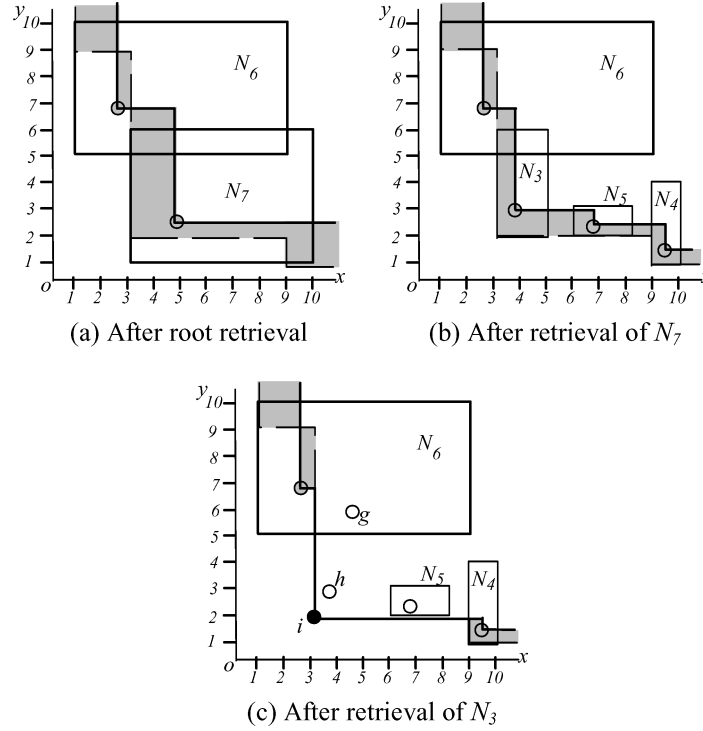 y
10
9
8
7
6
5
4
3
2
1
o
1 2 3 4 5 6 7 8 9 10
x
N6
N7
(a) After root retrieval
y
10
9
8
7
6
5
4
3
2
1
o
1 2 3 4 5 6 7 8 9 10
N6
N3
N5
N4
(b) After retrieval of N7
y
10
9
8
7
6
5
4
3
2
1
o
1 2 3 4 5 6 7 8 9 10
x
N6
g
h
i
N5
N4
(c) After retrieval of N3